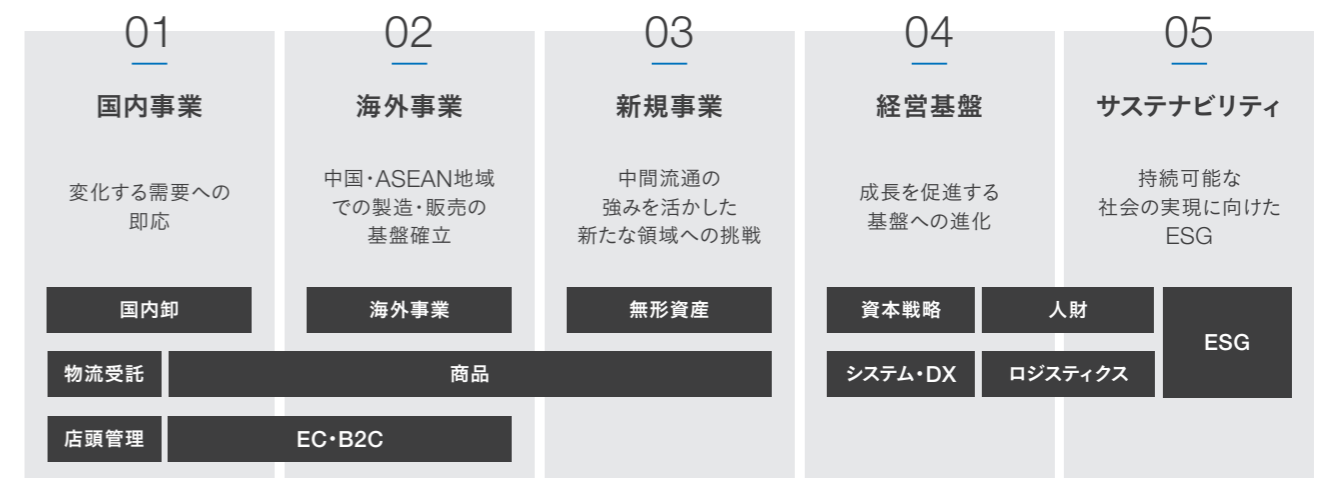 01
国内事業
変化する需要への
即応
02
海外事業
中国・ASEAN地域
での製造・販売の
基盤確立
03
新規事業
中間流通の
強みを活かした
新たな領域への挑戦
04
経営基盤
成長を促進する
基盤への進化
05
サステナビリティ
持続可能な
社会の実現に向けた
ESG
国内卸
海外事業
無形資産
資本戦略
人財
ESG
物流受託
商品
システム・DX
ロジスティクス
店頭管理
EC・B2C